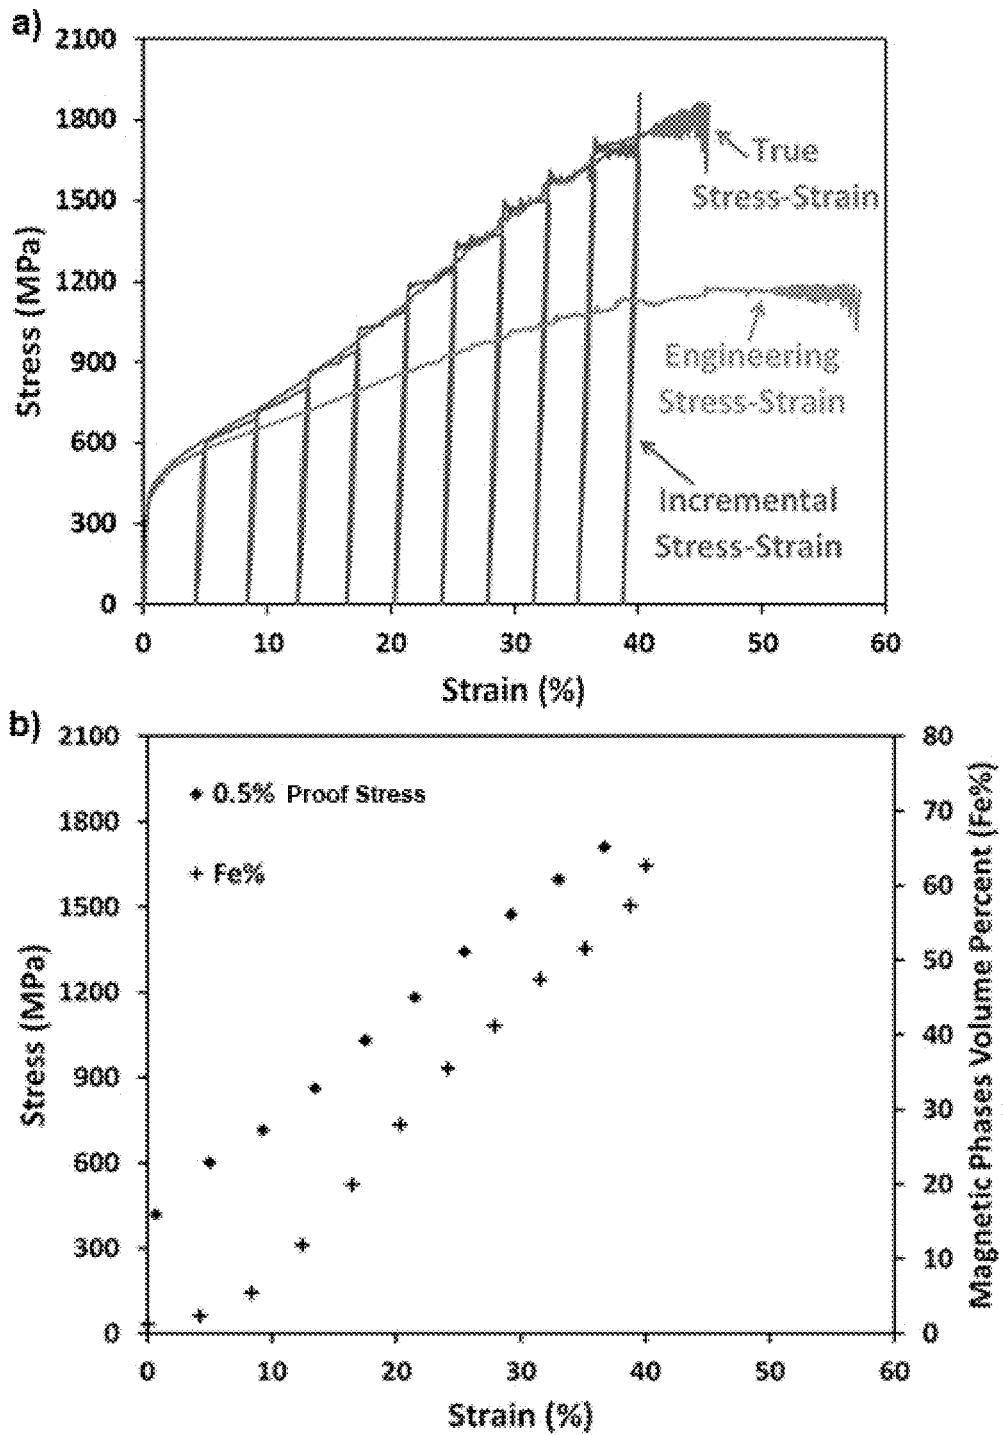 a)
2100
1800
1500
1200
900
600
300
0
Stress (MPa)
True
Stress-Strain
Engineering
Stress-Strain
Incremental
Stress-Strain
0 10 20 30 40 50 60
Strain (%)
b)
2100
1800
1500
1200
900
600
300
0
Stress (MPa)
0.5% Proof Stress
Fe%
80
70
60
50
40
30
20
10
0
Magnetic Phases Volume Percent (Fe%)
0 10 20 30 40 50 60
Strain (%)